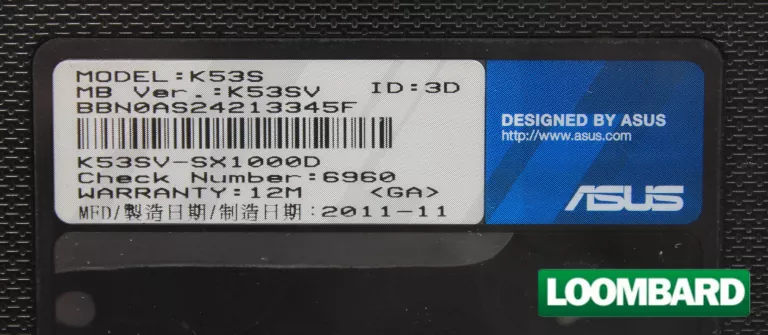 MODEL:K53S
MB Ver.:K53SV ID:3D
BBN0AS24213345F
K53SV-SX1000D
Check Number:6960
WARRANTY:12M <GA>
MFD/製造日期/制造日期:2011-11
DESIGNED BY ASUS
http://www.asus.com
ASUS
LOOMBARD